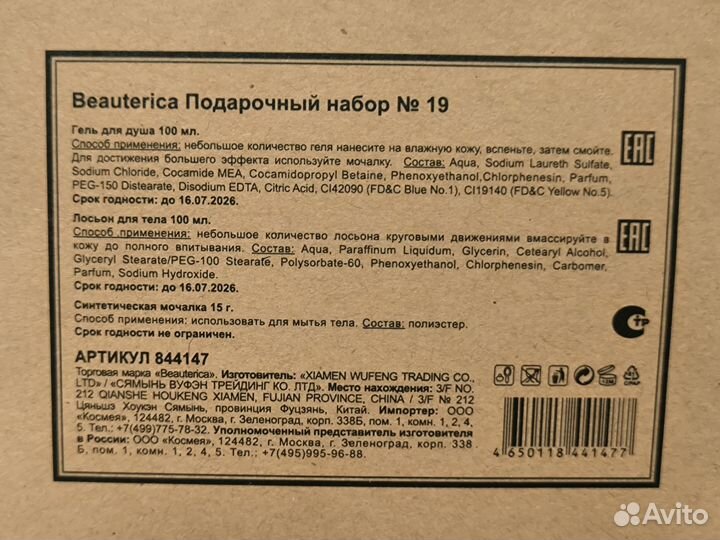 Beauterica Подарочный набор № 19
Гель для душа 100 мл.
Способ применения: небольшое количество геля нанесите на влажную кожу, вспеньте, затем смойте.
Для достижения большего эффекта используйте мочалку. Состав: Aqua, Sodium Laureth Sulfate,
Sodium Chloride, Cocamide MEA, Cocamidopropyl Betaine, Phenoxyethanol,Chlorphenesin, Parfum,
PEG-150 Distearate, Disodium EDTA, Citric Acid, CI42090 (FD&C Blue No.1), CI19140 (FD&C Yellow No.5).
Срок годности: до 16.07.2026.
EAC
Лосьон для тела 100 мл.
Способ применения: небольшое количество лосьона круговыми движениями вмассируйте в
кожу до полного впитывания. Состав: Aqua, Paraffinum Liquidum, Glycerin, Cetearyl Alcohol,
Glyceryl Stearate/PEG-100 Stearate, Polysorbate-60, Phenoxyethanol, Chlorphenesin, Carbomer,
Parfum, Sodium Hydroxide.
Срок годности: до 16.07.2026.
EAC
Синтетическая мочалка 15 г.
Способ применения: использовать для мытья тела. Состав: полиэстер.
Срок годности не ограничен.
АРТИКУЛ 844147
Торговая марка «Beauterica». Изготовитель: «XIAMEN WUFENG TRADING CO.,
LTD» / «СЯМЫНЬ ВУФЭН ТРЕЙДИНГ КО. ЛТД». Место нахождения: 3/F NO.
212 QIANSHE HOUKENG XIAMEN, FUJIAN PROVINCE, CHINA / 3/F № 212
Цяньшэ Хоукэн Сямынь, провинция Фуцзянь, Китай. Импортер: ООО
«Космея», 124482, г. Москва, г. Зеленоград, корп. 338Б, пом. 1, комн. 1, 2, 4,
5. Тел.: +7(499)775-78-32. Уполномоченный представитель изготовителя
в России: ООО «Космея», 124482, г. Москва, г. Зеленоград, корп. 338
Б, пом. 1, комн. 1, 2, 4, 5. Тел.: +7(495)995-96-88.
12M
4 650118 441477
Avito